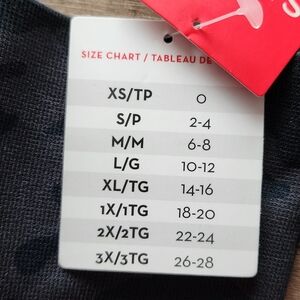 SIZE CHART / TABLEAU DE
XS/TP 0
S/P 2-4
M/M 6-8
L/G 10-12
XL/TG 14-16
1X/1TG 18-20
2X/2TG 22-24
3X/3TG 26-28